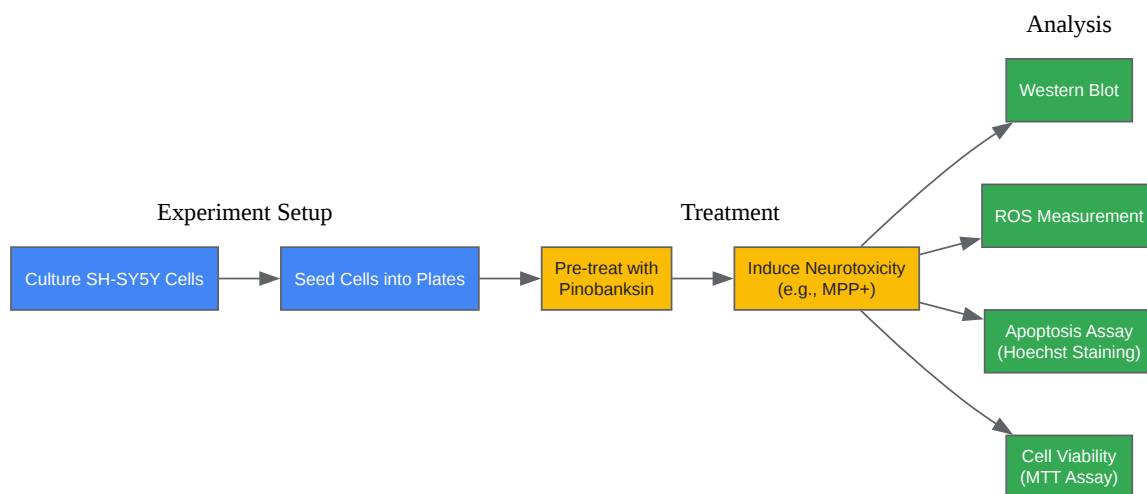 Analysis
Western Blot
Experiment Setup
Treatment
ROS Measurement
Culture SH-SY5Y Cells
Seed Cells into Plates
Pre-treat with
Pinobanksin
Induce Neurotoxicity
(e.g., MPP+)
Apoptosis Assay
(Hoechst Staining)
Cell Viability
(MTT Assay)